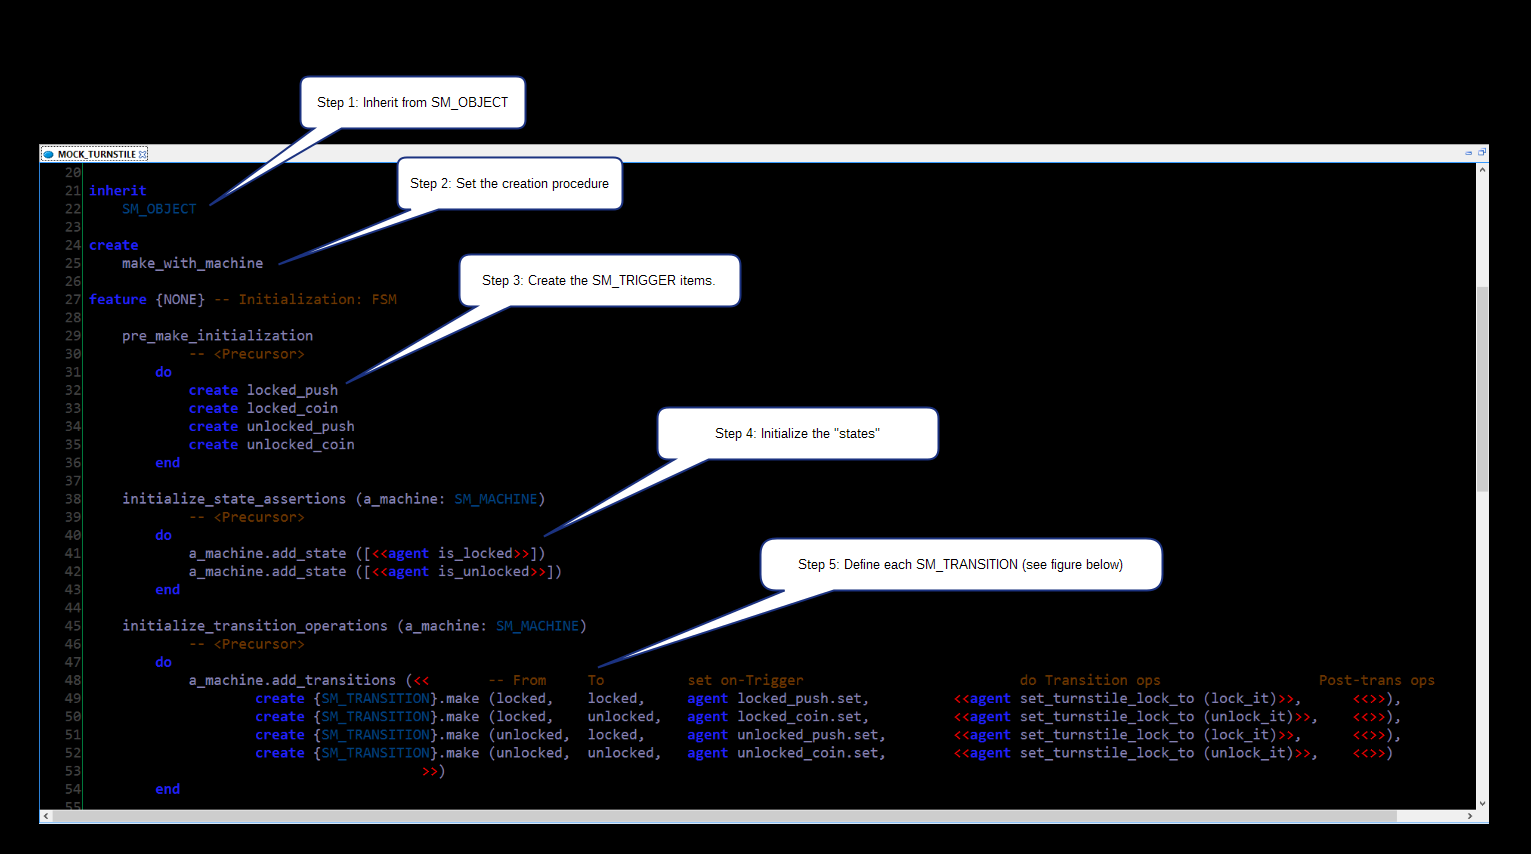 Step 1: Inherit from SM_OBJECT
MOCK_TURNSTILE
Step 2: Set the creation procedure
20
21 inherit
22 SM_OBJECT
23
24 create
25 make_with_machine
26
Step 3: Create the SM_TRIGGER items.
27 feature {NONE} -- Initialization: FSM
28
29 pre_make_initialization
30 -- <Precursor>
31 do
32 create locked_push
33 create locked_coin
34 create unlocked_push
35 create unlocked_coin
36 end
37
Step 4: Initialize the "states"
38 initialize_state_assertions (a_machine: SM_MACHINE)
39 -- <Precursor>
40 do
41 a_machine.add_state ([<<agent is_locked>>])
42 a_machine.add_state ([<<agent is_unlocked>>])
43 end
44
Step 5: Define each SM_TRANSITION (see figure below)
45 initialize_transition_operations (a_machine: SM_MACHINE)
46 -- <Precursor>
47 do
48 a_machine.add_transitions (<< -- From To set on-Trigger do Transition ops Post-trans ops
49 create {SM_TRANSITION}.make (locked, locked, agent locked_push.set, <<agent set_turnstile_lock_to (lock_it)>>, <<>>),
50 create {SM_TRANSITION}.make (locked, unlocked, agent locked_coin.set, <<agent set_turnstile_lock_to (unlock_it)>>, <<>>),
51 create {SM_TRANSITION}.make (unlocked, locked, agent unlocked_push.set, <<agent set_turnstile_lock_to (lock_it)>>, <<>>),
52 create {SM_TRANSITION}.make (unlocked, unlocked, agent unlocked_coin.set, <<agent set_turnstile_lock_to (unlock_it)>>, <<>>)
53 >>)
54 end
55